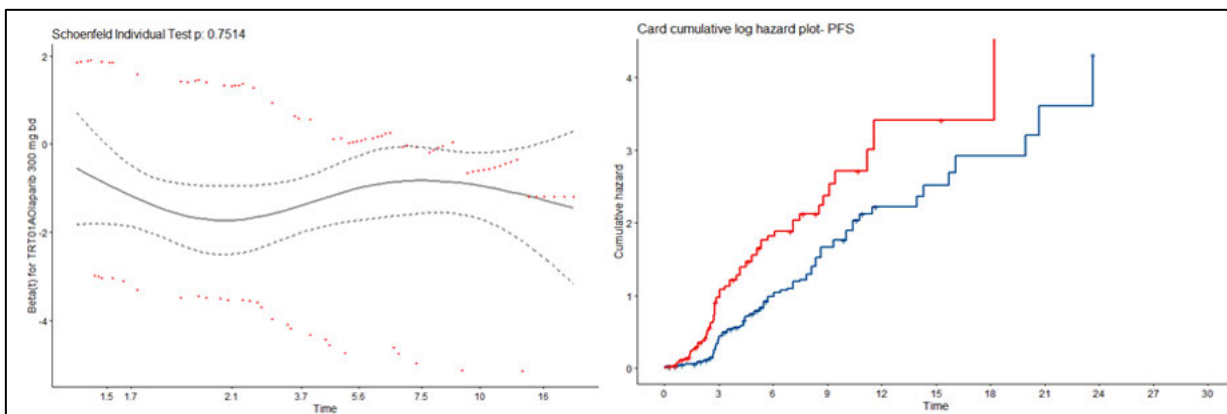 Schoenfeld Individual Test p: 0.7514
Beta(t) for TRT01AOlaparib 300 mg bd
2
0
-2
-4
1.5 1.7 2.1 3.7 5.6 7.5 10 16
Time
Card cumulative log hazard plot- PFS
Cumulative hazard
4
3
2
1
0
0 3 6 9 12 15 18 21 24 27 30
Time